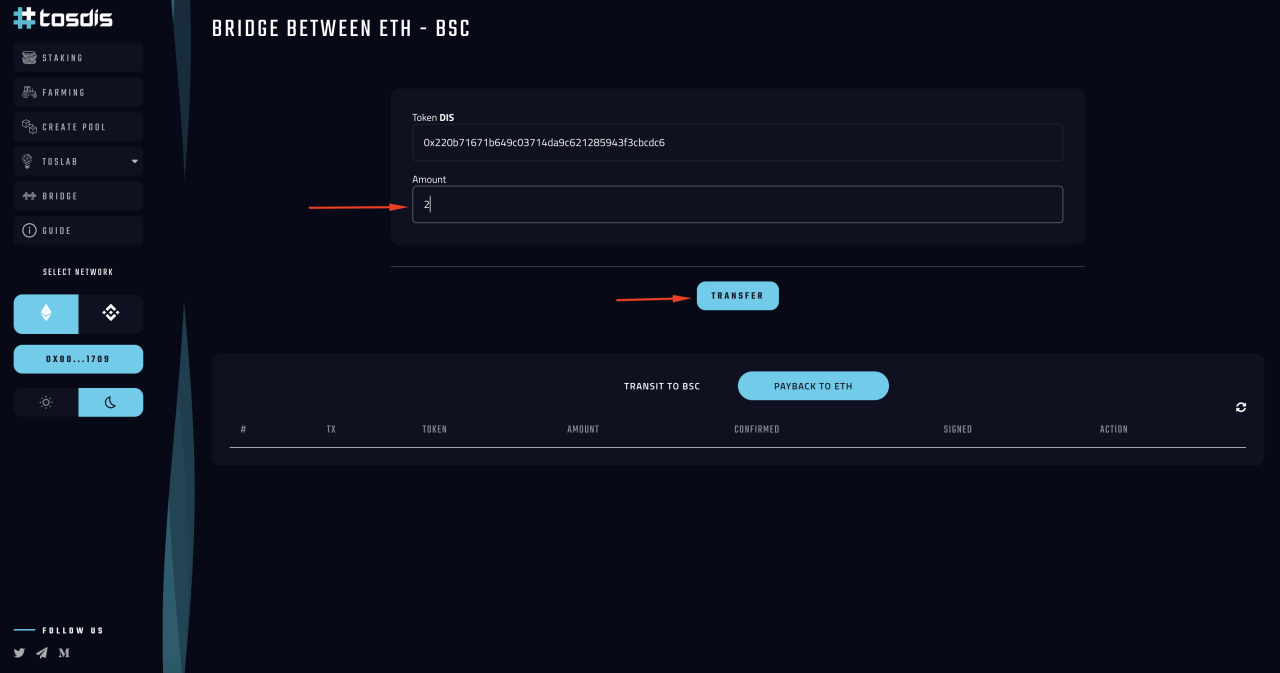 tosdis
STAKING
FARMING
CREATE POOL
TOSLAB
BRIDGE
GUIDE
SELECT NETWORK
0X80...1709
FOLLOW US
BRIDGE BETWEEN ETH - BSC
Token DIS
0x220b71671b649c03714da9c621285943f3cbcdc6
Amount
2
TRANSFER
TRANSIT TO BSC PAYBACK TO ETH
# TX TOKEN AMOUNT CONFIRMED SIGNED ACTION